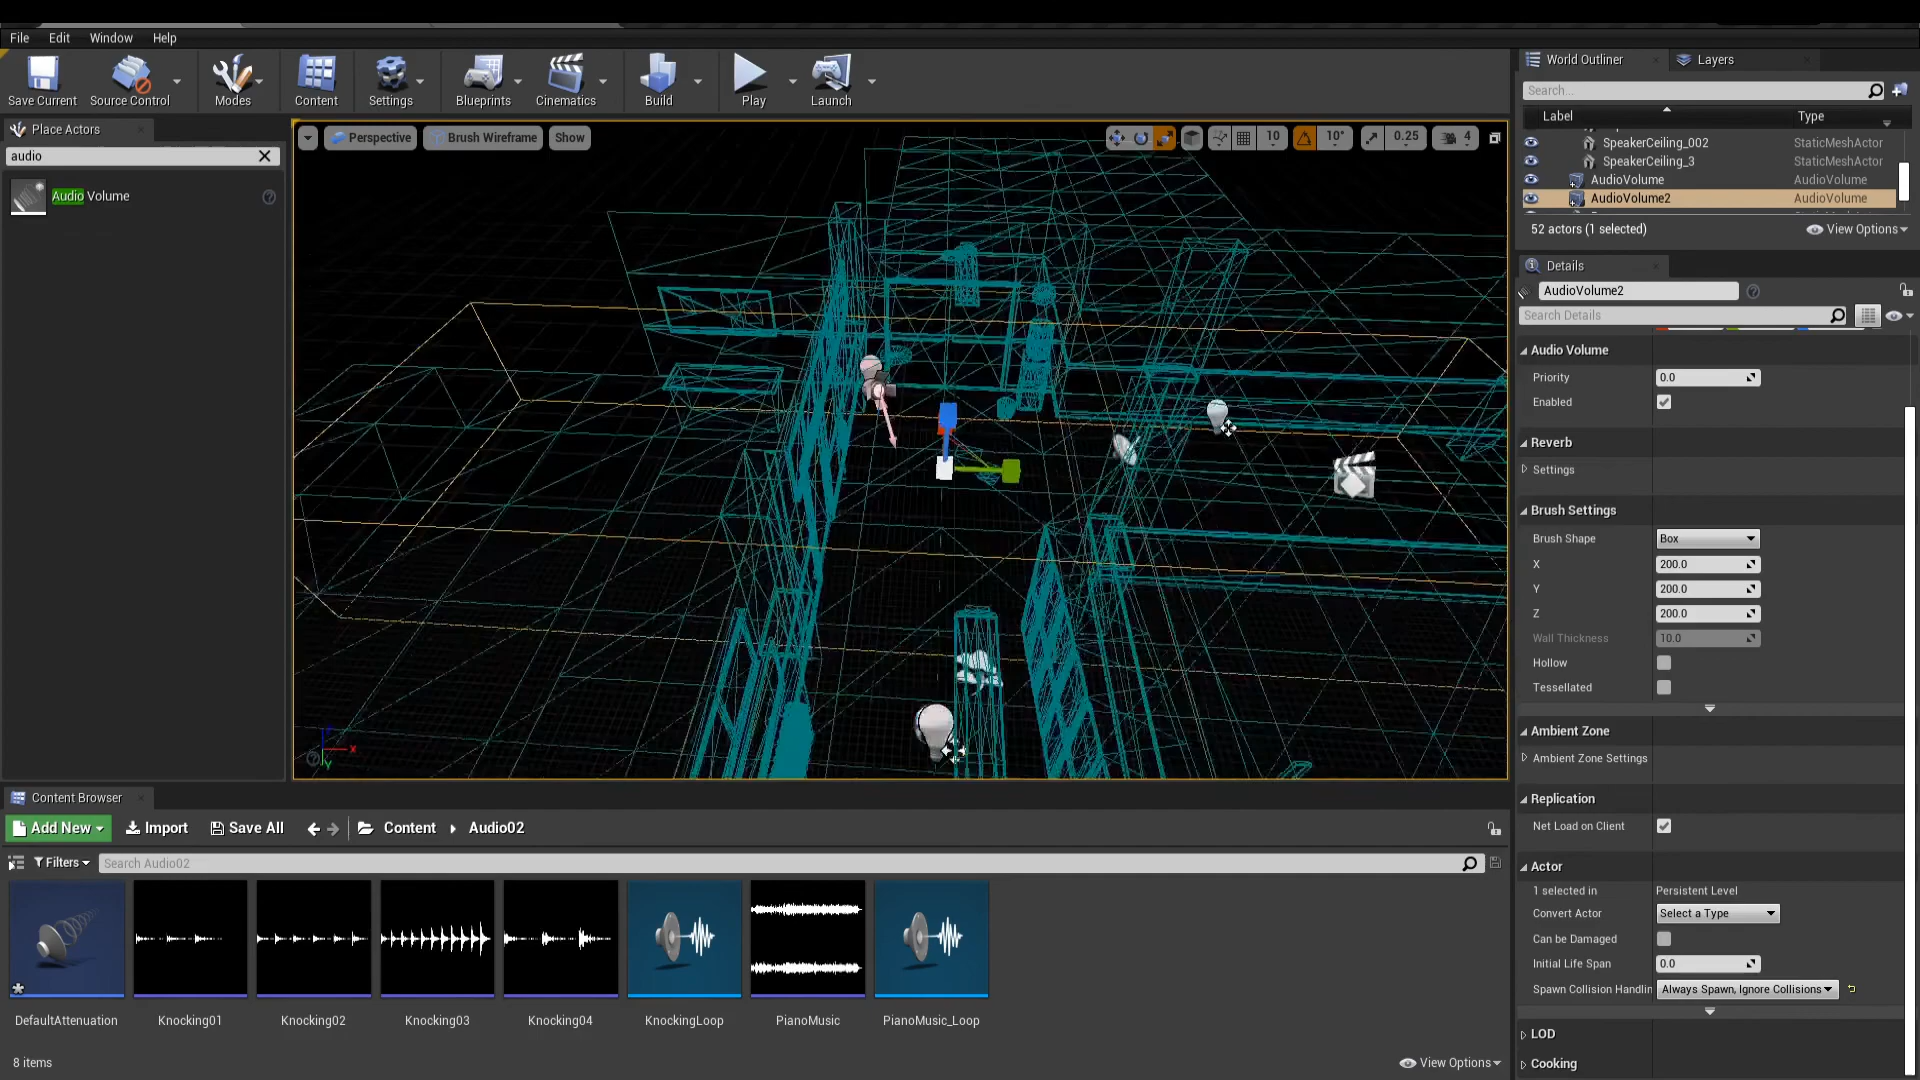 File Edit Window Help
Save Current Source Control Modes Content Settings Blueprints Cinematics Build Play Launch
Place Actors
audio
Audio Volume
Perspective Brush Wireframe Show 10 10° 0.25 4
X
Y
World Outliner Layers
Search...
Label Type
SpeakerCeiling_002 StaticMeshActor
SpeakerCeiling_3 StaticMeshActor
AudioVolume AudioVolume
AudioVolume2 AudioVolume
52 actors (1 selected) View Options
Details
AudioVolume2
Search Details
Audio Volume
Priority 0.0
Enabled
Reverb
Settings
Brush Settings
Brush Shape Box
X 200.0
Y 200.0
Z 200.0
Wall Thickness 10.0
Hollow
Tessellated
Ambient Zone
Ambient Zone Settings
Replication
Net Load on Client
Actor
1 selected in Persistent Level
Convert Actor Select a Type
Can be Damaged
Initial Life Span 0.0
Spawn Collision Handlin Always Spawn, Ignore Collisions
LOD
Cooking
Content Browser
Add New Import Save All Content Audio02
Filters Search Audio02
DefaultAttenuation Knocking01 Knocking02 Knocking03 Knocking04 KnockingLoop PianoMusic PianoMusic_Loop
8 items View Options